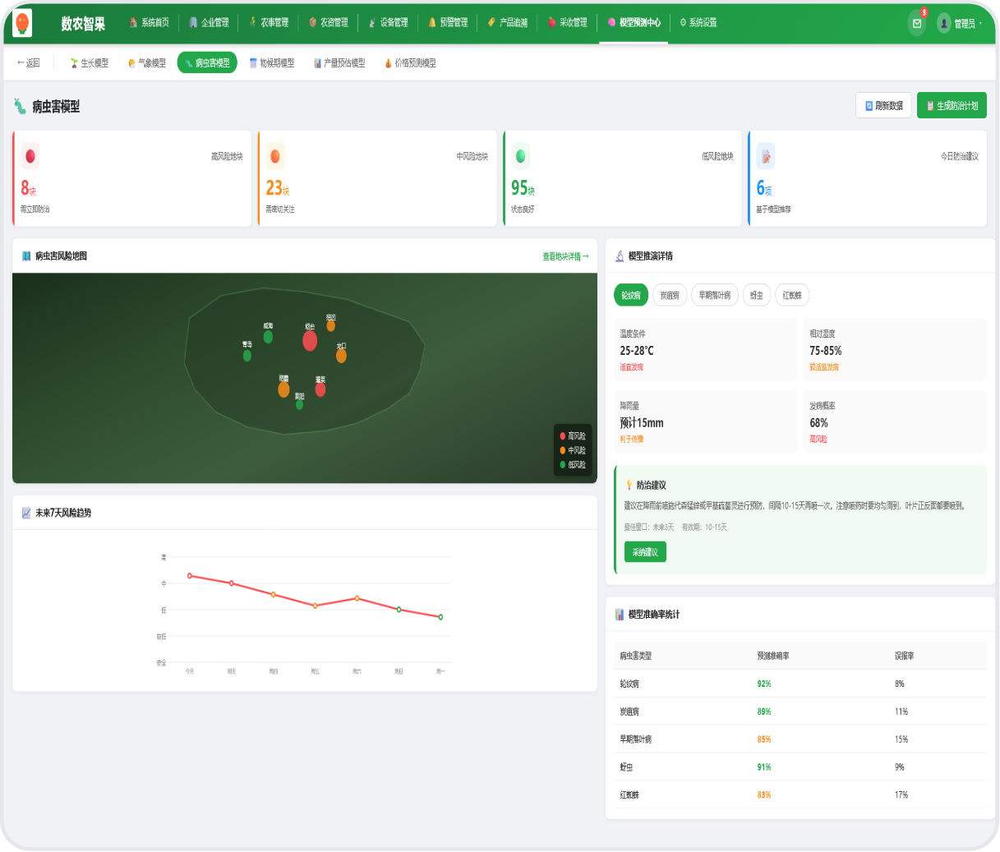 数农智果
系统首页
企业管理
农事管理
农资管理
设备管理
预警管理
产品追溯
采收管理
模型预测中心
系统设置
3
管理员
←返回
生长模型
气象模型
病虫害模型
物候期模型
产量预估模型
价格预测模型
病虫害模型
刷新数据
生成防治计划
高风险地块
8块
需立即防治
中风险地块
23块
需密切关注
低风险地块
95块
状态良好
今日防治建议
6项
基于模型推荐
病虫害风险地图
查看地块详情→
招远
威海
烟台
青岛
龙口
栖霞
蓬莱
莱阳
高风险
中风险
低风险
未来7天风险趋势
高
中
低
较低
安全
今天
明天
周四
周五
周六
周日
周一
模型推演详情
轮纹病
炭疽病
早期落叶病
蚜虫
红蜘蛛
温度条件
25-28°C
适宜发病
相对湿度
75-85%
较适宜发病
降雨量
预计15mm
利于传播
发病概率
68%
高风险
防治建议
建议在降雨前喷施代森锰锌或甲基硫菌灵进行预防，间隔10-15天再喷一次。注意喷药时要均匀周到，叶片正反面都要喷到。
最佳窗口：未来3天 有效期：10-15天
采纳建议
模型准确率统计
病虫害类型 预测准确率 误报率
轮纹病 92% 8%
炭疽病 89% 11%
早期落叶病 85% 15%
蚜虫 91% 9%
红蜘蛛 83% 17%